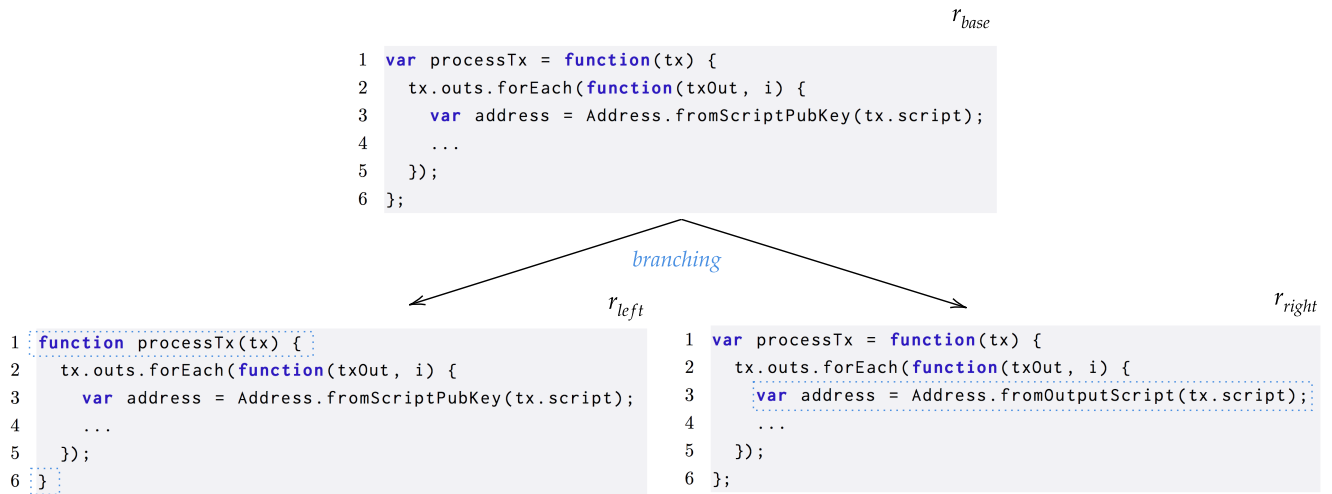 r_base
1 var processTx = function(tx) {
2   tx.outs.forEach(function(txOut, i) {
3     var address = Address.fromScriptPubKey(tx.script);
4     ...
5   });
6 };
branching
r_left
1 function processTx(tx) {
2   tx.outs.forEach(function(txOut, i) {
3     var address = Address.fromScriptPubKey(tx.script);
4     ...
5   });
6 }
r_right
1 var processTx = function(tx) {
2   tx.outs.forEach(function(txOut, i) {
3     var address = Address.fromOutputScript(tx.script);
4     ...
5   });
6 };